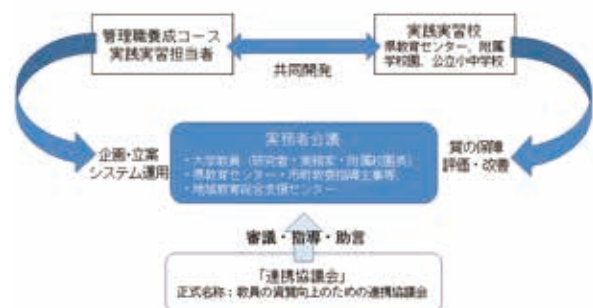 管理職養成コース
実践実習担当者
共同開発
実践実習校
県教育センター、附属
学校園、公立小中学校
企画・立案
システム運用
実務者会議
・大学教員（研究者・実務家・附属校園長）
・県教育センター・市町教委指導主事等、
・地域教育総合支援センター
質の保障
評価・改善
審議・指導・助言
「連携協議会」
正式名称：教員の資質向上のための連携協議会